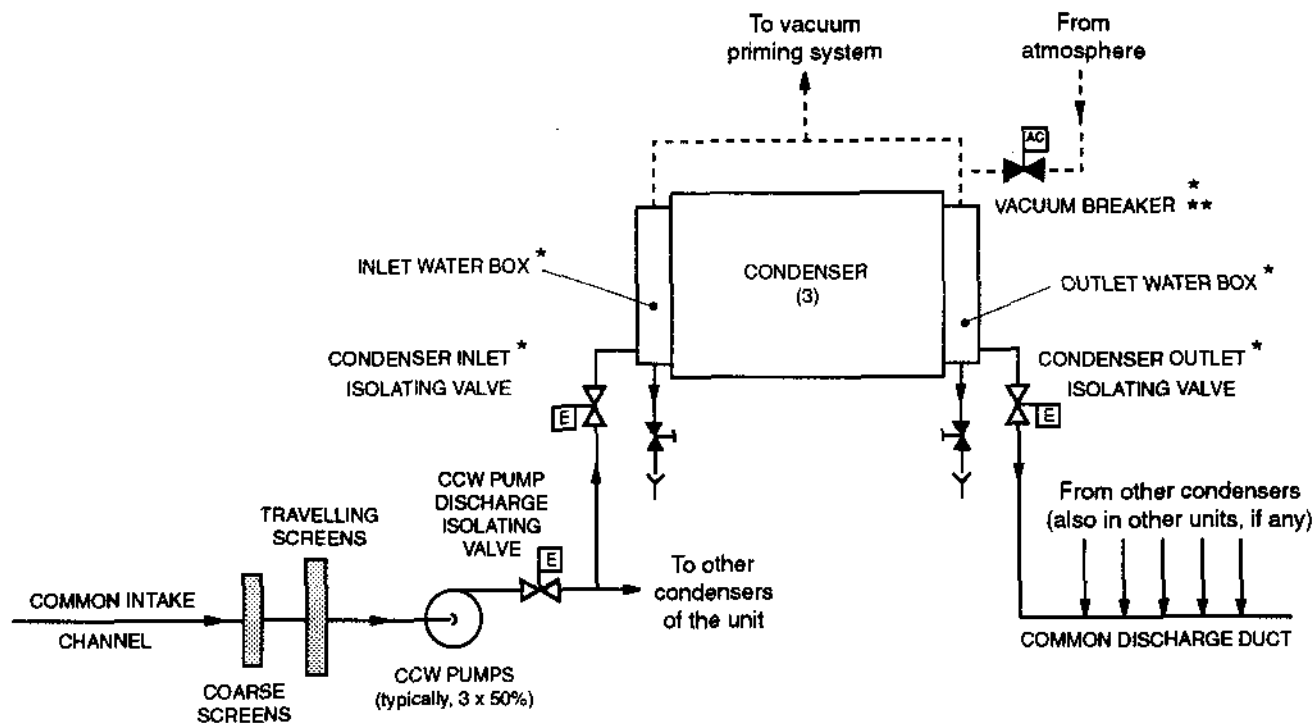 To vacuum
priming system
From
atmosphere
AC
VACUUM BREAKER * **
INLET WATER BOX *
CONDENSER
(3)
OUTLET WATER BOX *
CONDENSER INLET *
ISOLATING VALVE
E
CONDENSER OUTLET *
ISOLATING VALVE
E
CCW PUMP
DISCHARGE
ISOLATING
VALVE
E
TRAVELLING
SCREENS
From other condensers
(also in other units, if any)
To other
condensers
of the unit
COMMON INTAKE
CHANNEL
COMMON DISCHARGE DUCT
CCW PUMPS
(typically, 3 x 50%)
COARSE
SCREENS